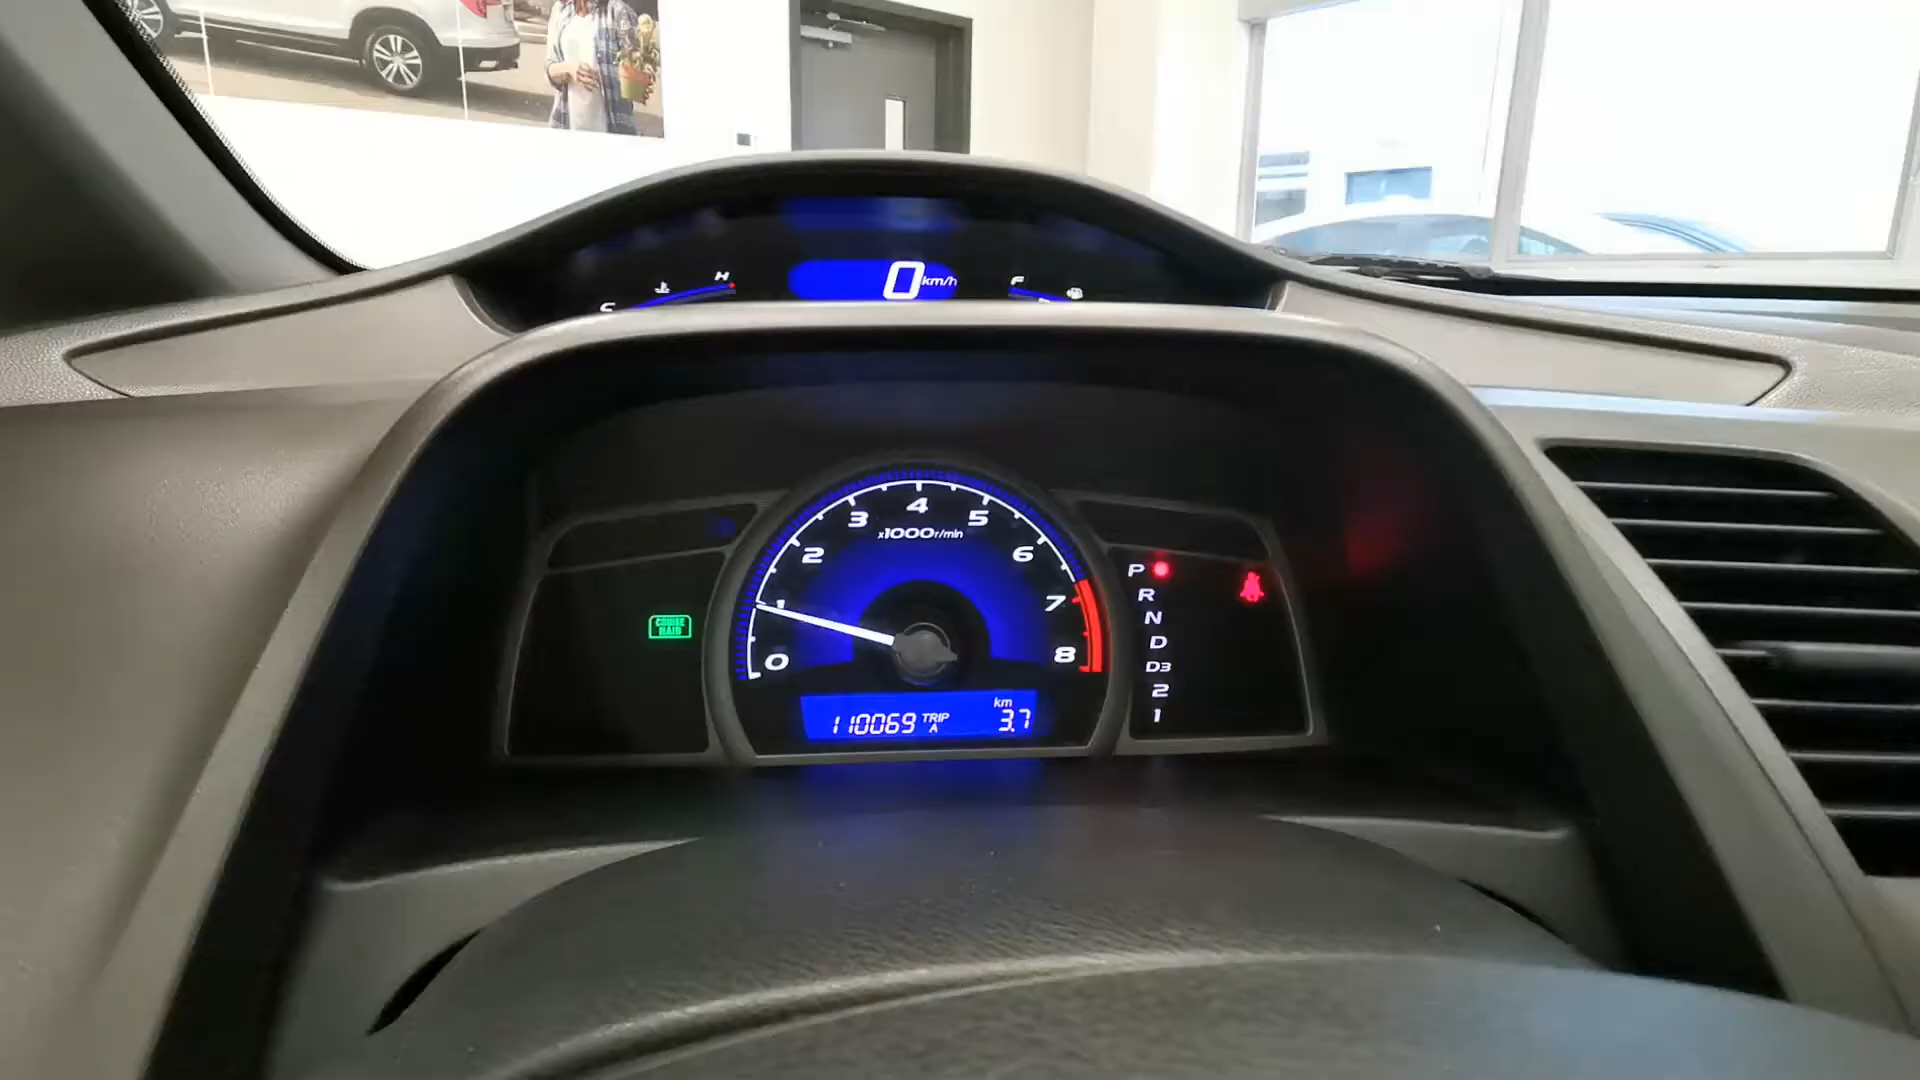 H
C
0 km/h
F
0 1 2 3 4 5 6 7 8
x1000r/min
CRUISE
MAIN
P
R
N
D
D3
2
1
km
110069 TRIP A 3.7